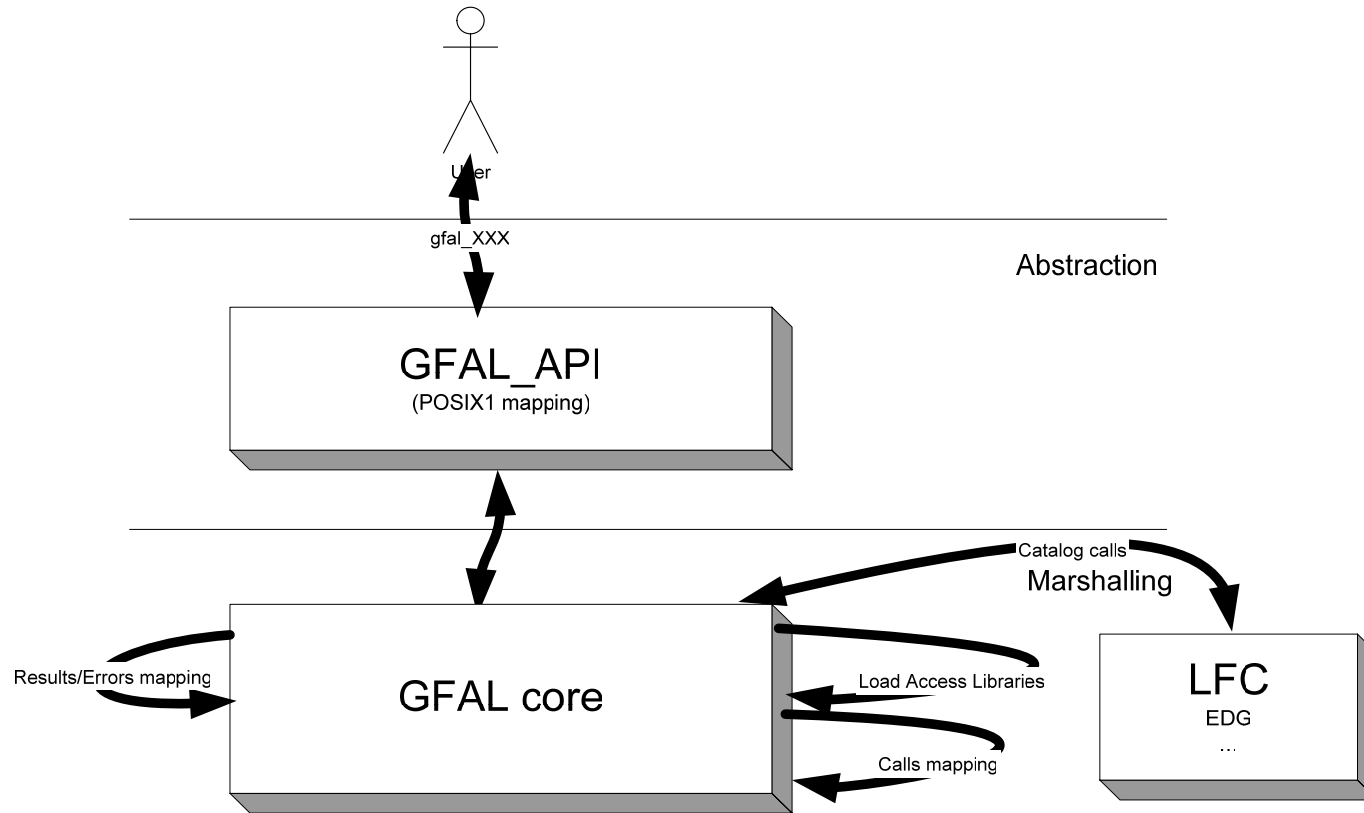 User
gfal_XXX
Abstraction
GFAL_API
(POSIX1 mapping)
Catalog calls
Marshalling
Results/Errors mapping
GFAL core
Load Access Libraries
Calls mapping
LFC
EDG
...